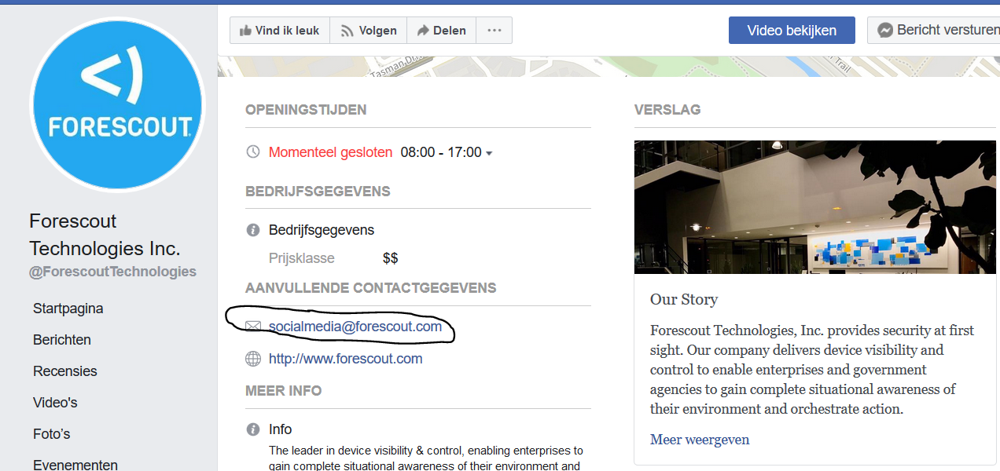 FORESCOUT
Forescout
Technologies Inc.
@ForescoutTechnologies
Startpagina
Berichten
Recensies
Video's
Foto's
Evenementen
Vind ik leuk
Volgen
Delen
Video bekijken
Bericht versturen
Tasman Dr
Trail
OPENINGSTIJDEN
Momenteel gesloten 08:00 - 17:00
BEDRIJFSGEGEVENS
Bedrijfsgegevens
Prijsklasse $$
AANVULLENDE CONTACTGEGEVENS
socialmedia@forescout.com
http://www.forescout.com
MEER INFO
Info
The leader in device visibility & control, enabling enterprises to
gain complete situational awareness of their environment and
VERSLAG
Our Story
Forescout Technologies, Inc. provides security at first
sight. Our company delivers device visibility and
control to enable enterprises and government
agencies to gain complete situational awareness of
their environment and orchestrate action.
Meer weergeven